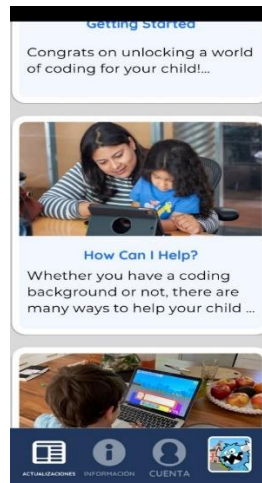 Getting Started
Congrats on unlocking a world
of coding for your child!...
How Can I Help?
Whether you have a coding
background or not, there are
many ways to help your child ...
ACTUALIZACIONES
INFORMACIÓN
CUENTA